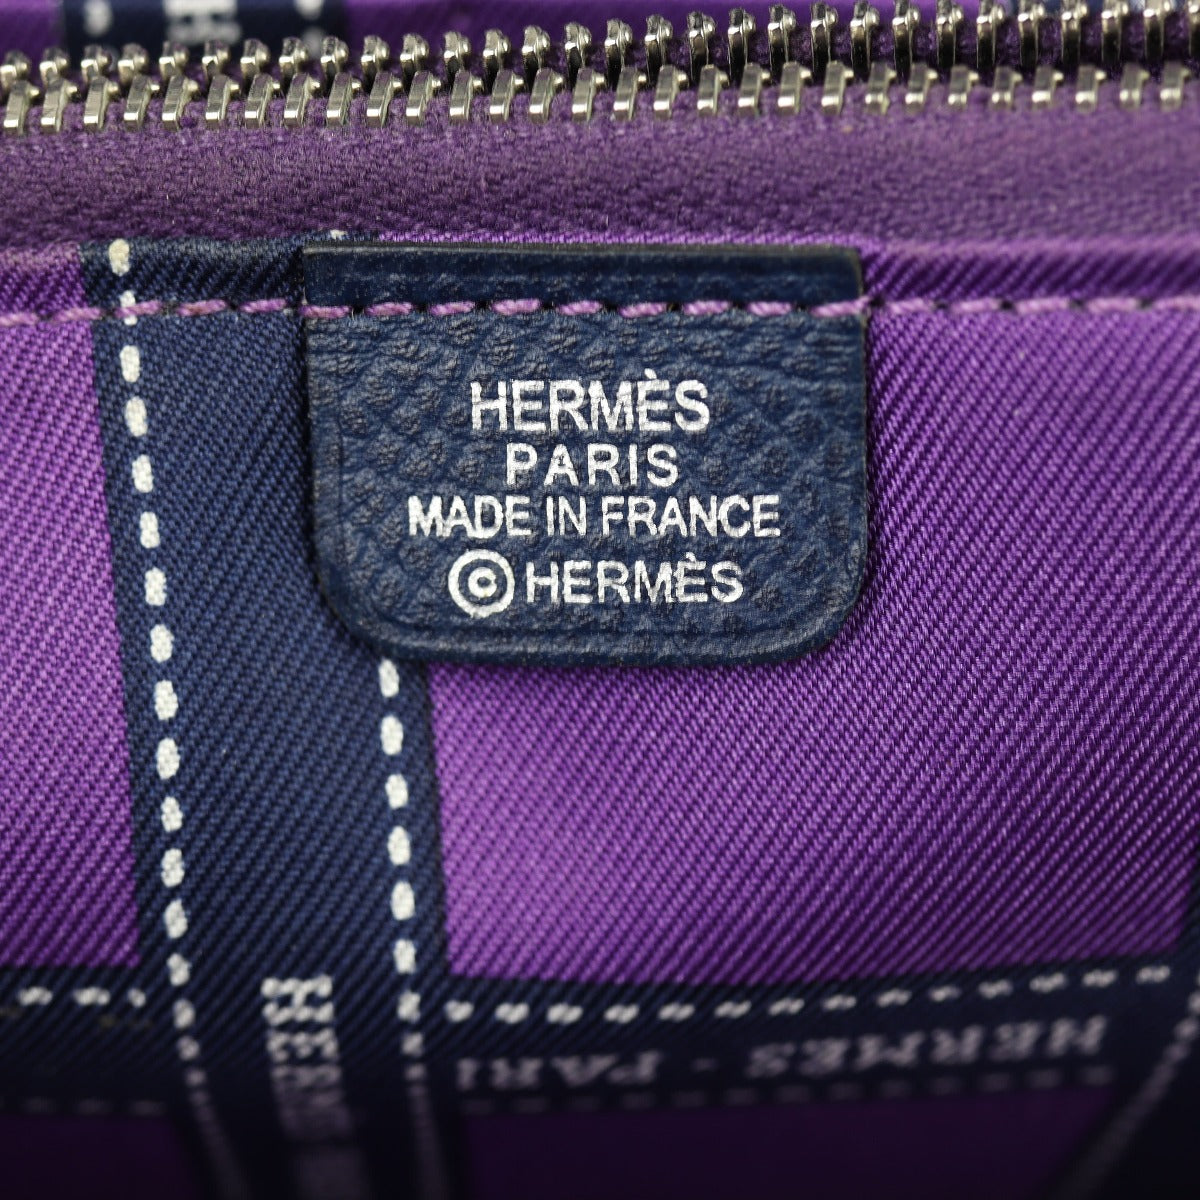 HERMÈS
PARIS
MADE IN FRANCE
© HERMÈS
HERMÈS - PARI